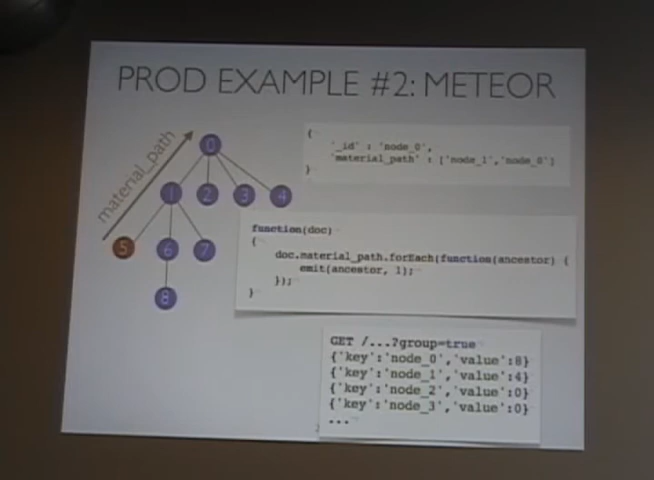 PROD EXAMPLE #2: METEOR
material_path
0
1
2
3
4
5
6
7
8
{
'_id' : 'node_0',
'material_path' : ['node_1','node_0']
}
function(doc)
{
doc.material_path.forEach(function(ancestor) {
emit(ancestor, 1);
});
}
GET /...?group=true
{'key':'node_0','value':8}
{'key':'node_1','value':4}
{'key':'node_2','value':0}
{'key':'node_3','value':0}
...